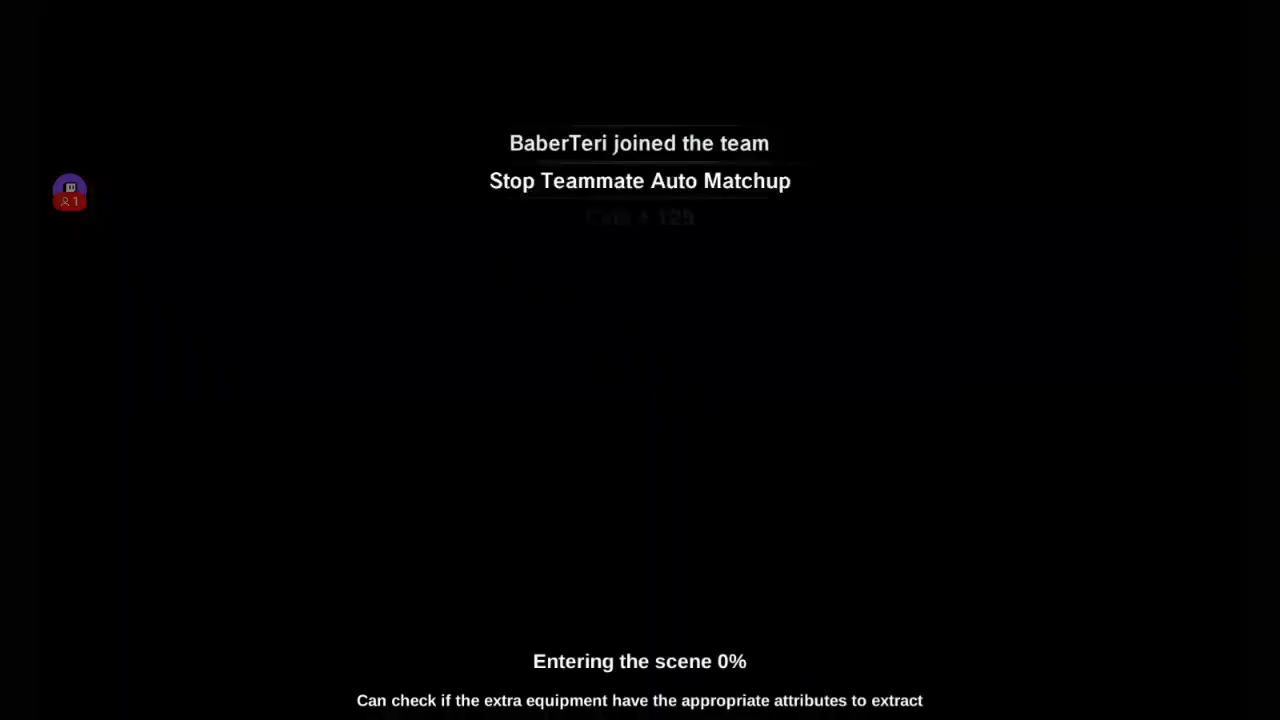 BaberTeri joined the team
Stop Teammate Auto Matchup
1
Entering the scene 0%
Can check if the extra equipment have the appropriate attributes to extract